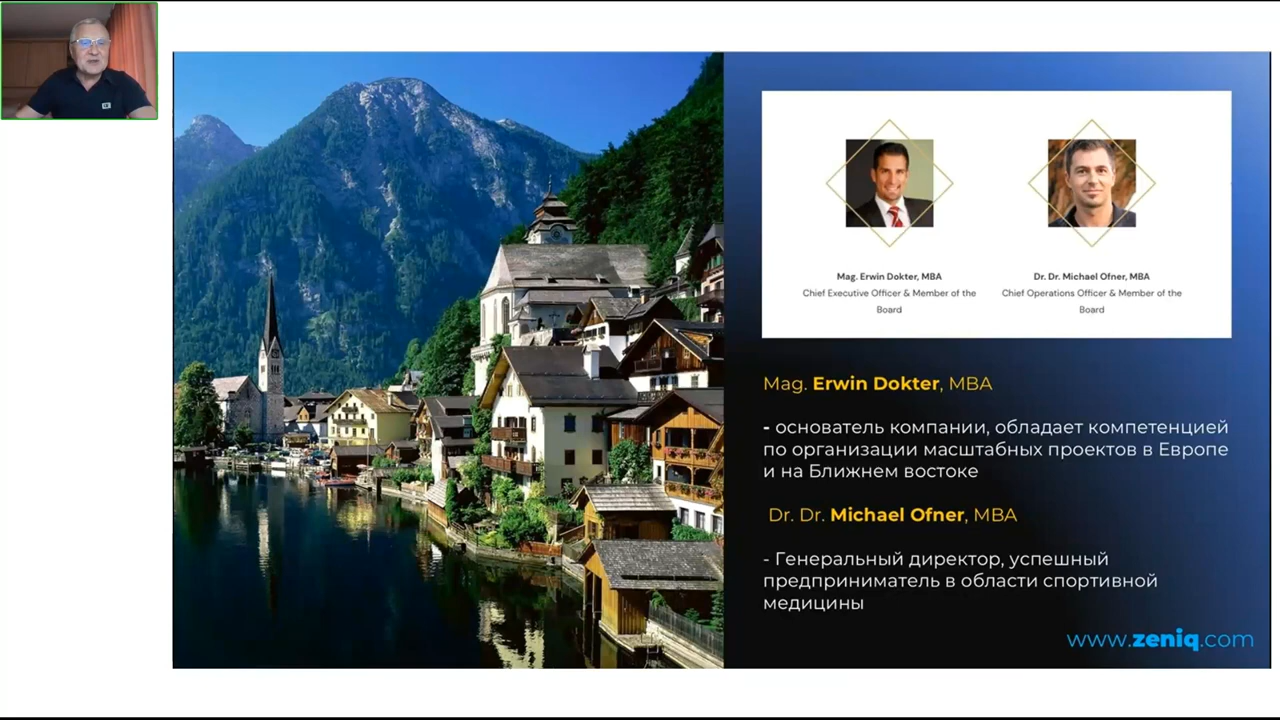 Mag. Erwin Dokter, MBA
Chief Executive Officer & Member of the
Board
Dr. Dr. Michael Ofner, MBA
Chief Operations Officer & Member of the
Board
Mag. Erwin Dokter, MBA
- основатель компании, обладает компетенцией
по организации масштабных проектов в Европе
и на Ближнем востоке
Dr. Dr. Michael Ofner, MBA
- Генеральный директор, успешный
предприниматель в области спортивной
медицины
www.zeniq.com